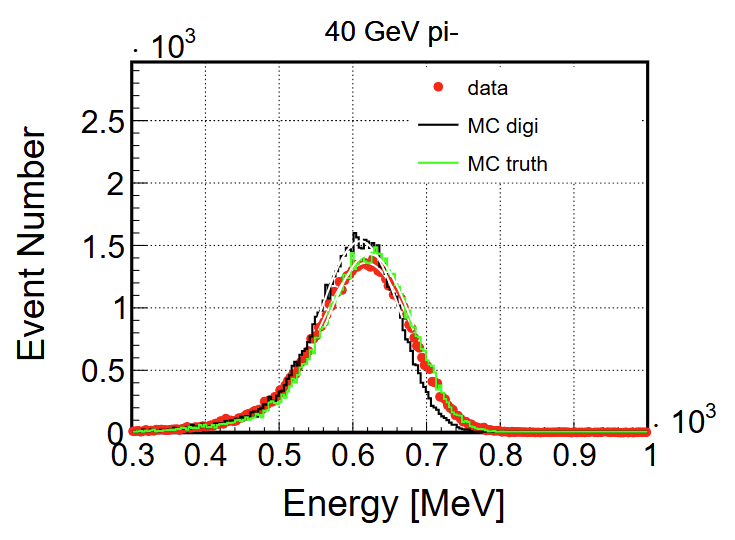 40 GeV pi-
· 10³
data
MC digi
MC truth
2.5
2
1.5
1
0.5
0
Event Number
0.3 0.4 0.5 0.6 0.7 0.8 0.9 1
· 10³
Energy [MeV]